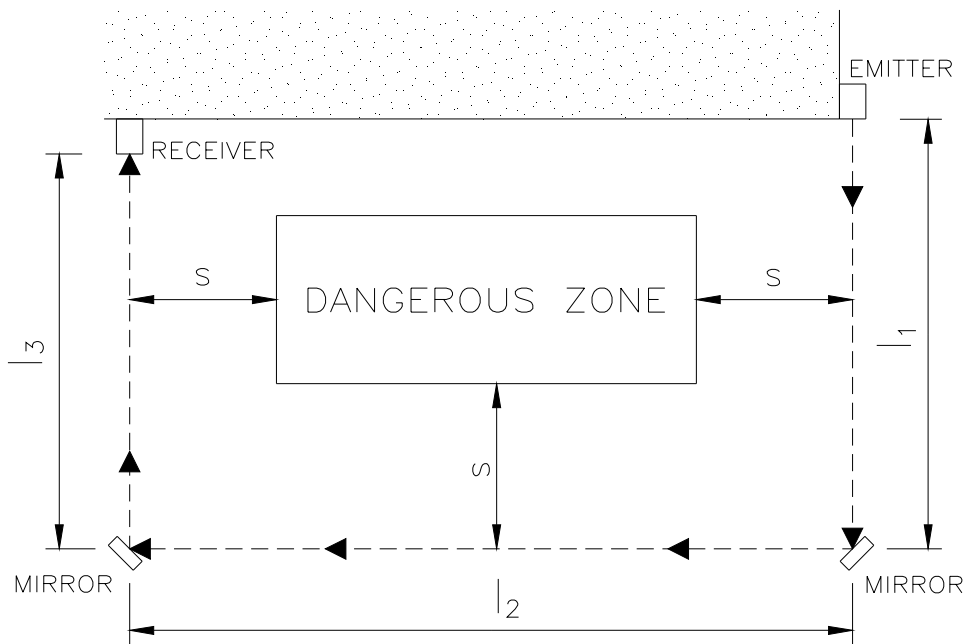 EMITTER
RECEIVER
S
S
DANGEROUS ZONE
l1
l3
S
MIRROR
MIRROR
l2